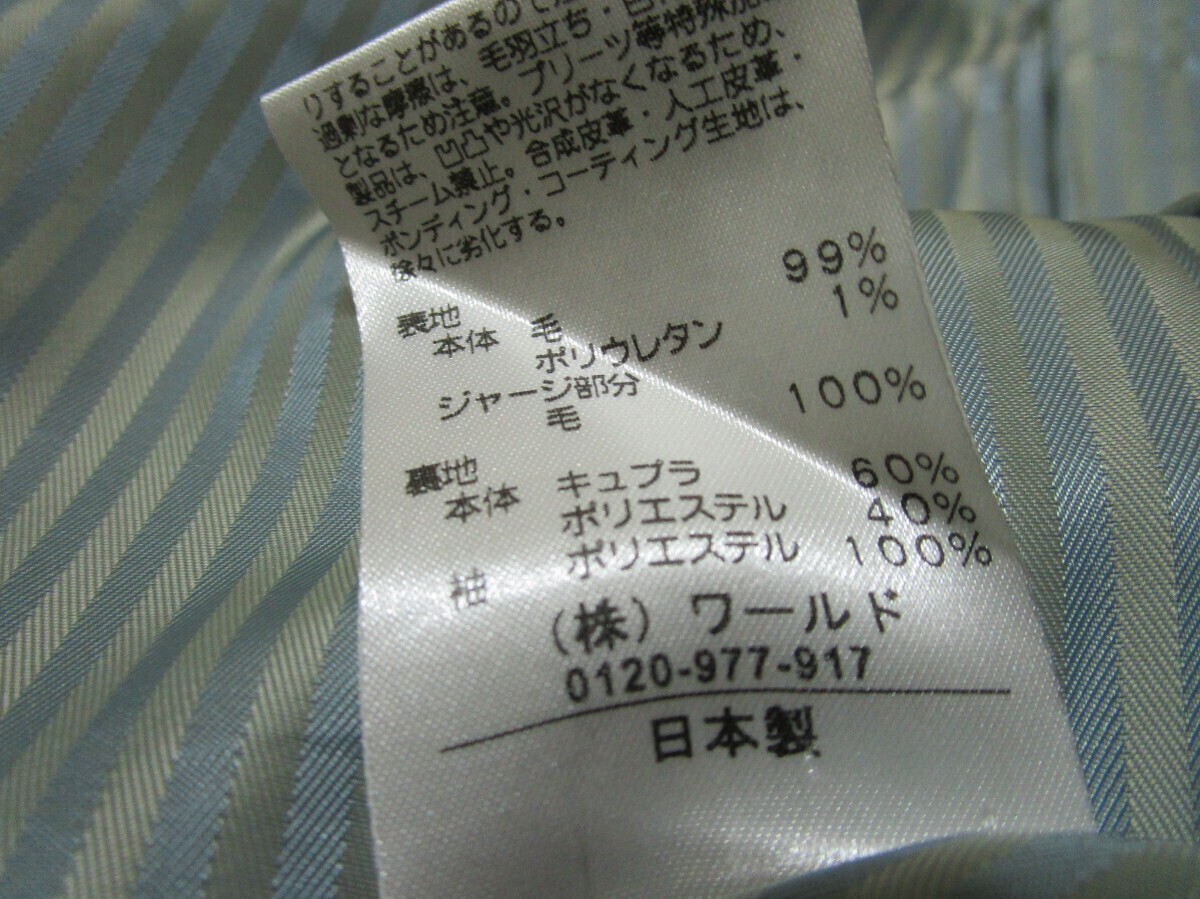 りすることがあるので
過剰な摩擦は、毛羽立ち・
となるため注意。プリーツ等特殊加
製品は、凹凸や光沢がなくなるため、
スチーム禁止。合成皮革・人工皮革・
ボンディング・コーティング生地は、
徐々に劣化する。
表地
本体 毛 99%
ポリウレタン 1%
ジャージ部分
毛 100%
裏地
本体 キュプラ 60%
ポリエステル 40%
袖 ポリエステル 100%
(株) ワールド
0120-977-917
日本製